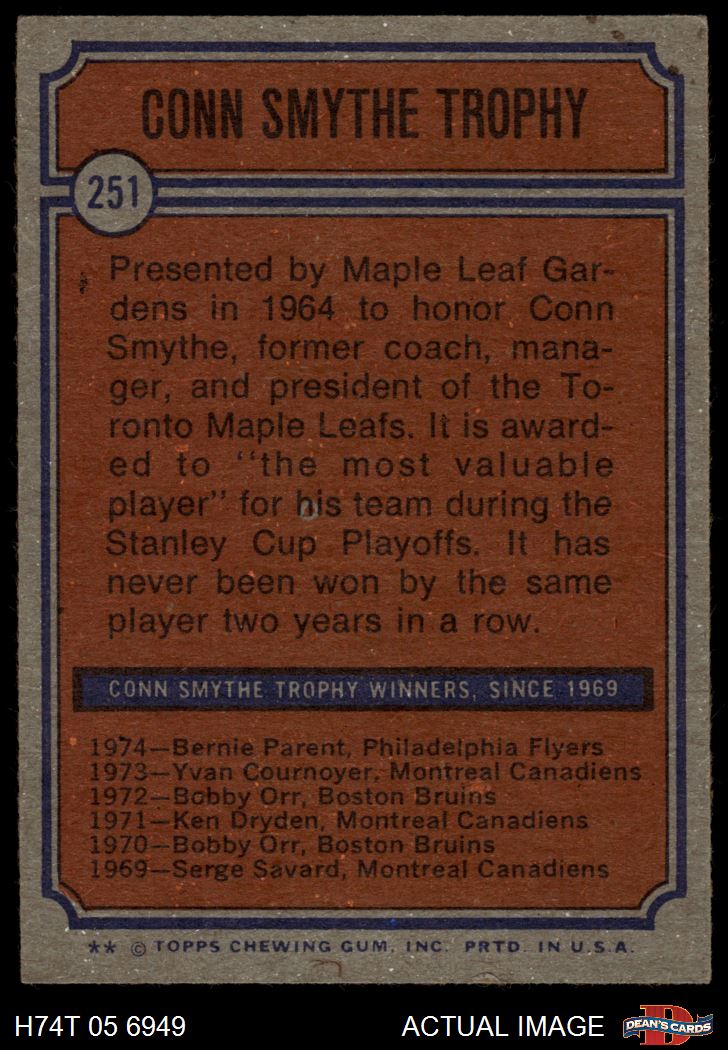 CONN SMYTHE TROPHY
251
Presented by Maple Leaf Gar-
dens in 1964 to honor Conn
Smythe, former coach, mana-
ger, and president of the To-
ronto Maple Leafs. It is award-
ed to "the most valuable
player" for his team during the
Stanley Cup Playoffs. It has
never been won by the same
player two years in a row.
CONN SMYTHE TROPHY WINNERS, SINCE 1969
1974—Bernie Parent, Philadelphia Flyers
1973—Yvan Cournoyer, Montreal Canadiens
1972—Bobby Orr, Boston Bruins
1971—Ken Dryden, Montreal Canadiens
1970—Bobby Orr, Boston Bruins
1969—Serge Savard, Montreal Canadiens
** © TOPPS CHEWING GUM, INC. PRTD. IN U.S.A.
H74T 05 6949 ACTUAL IMAGE D DEAN'S CARDS